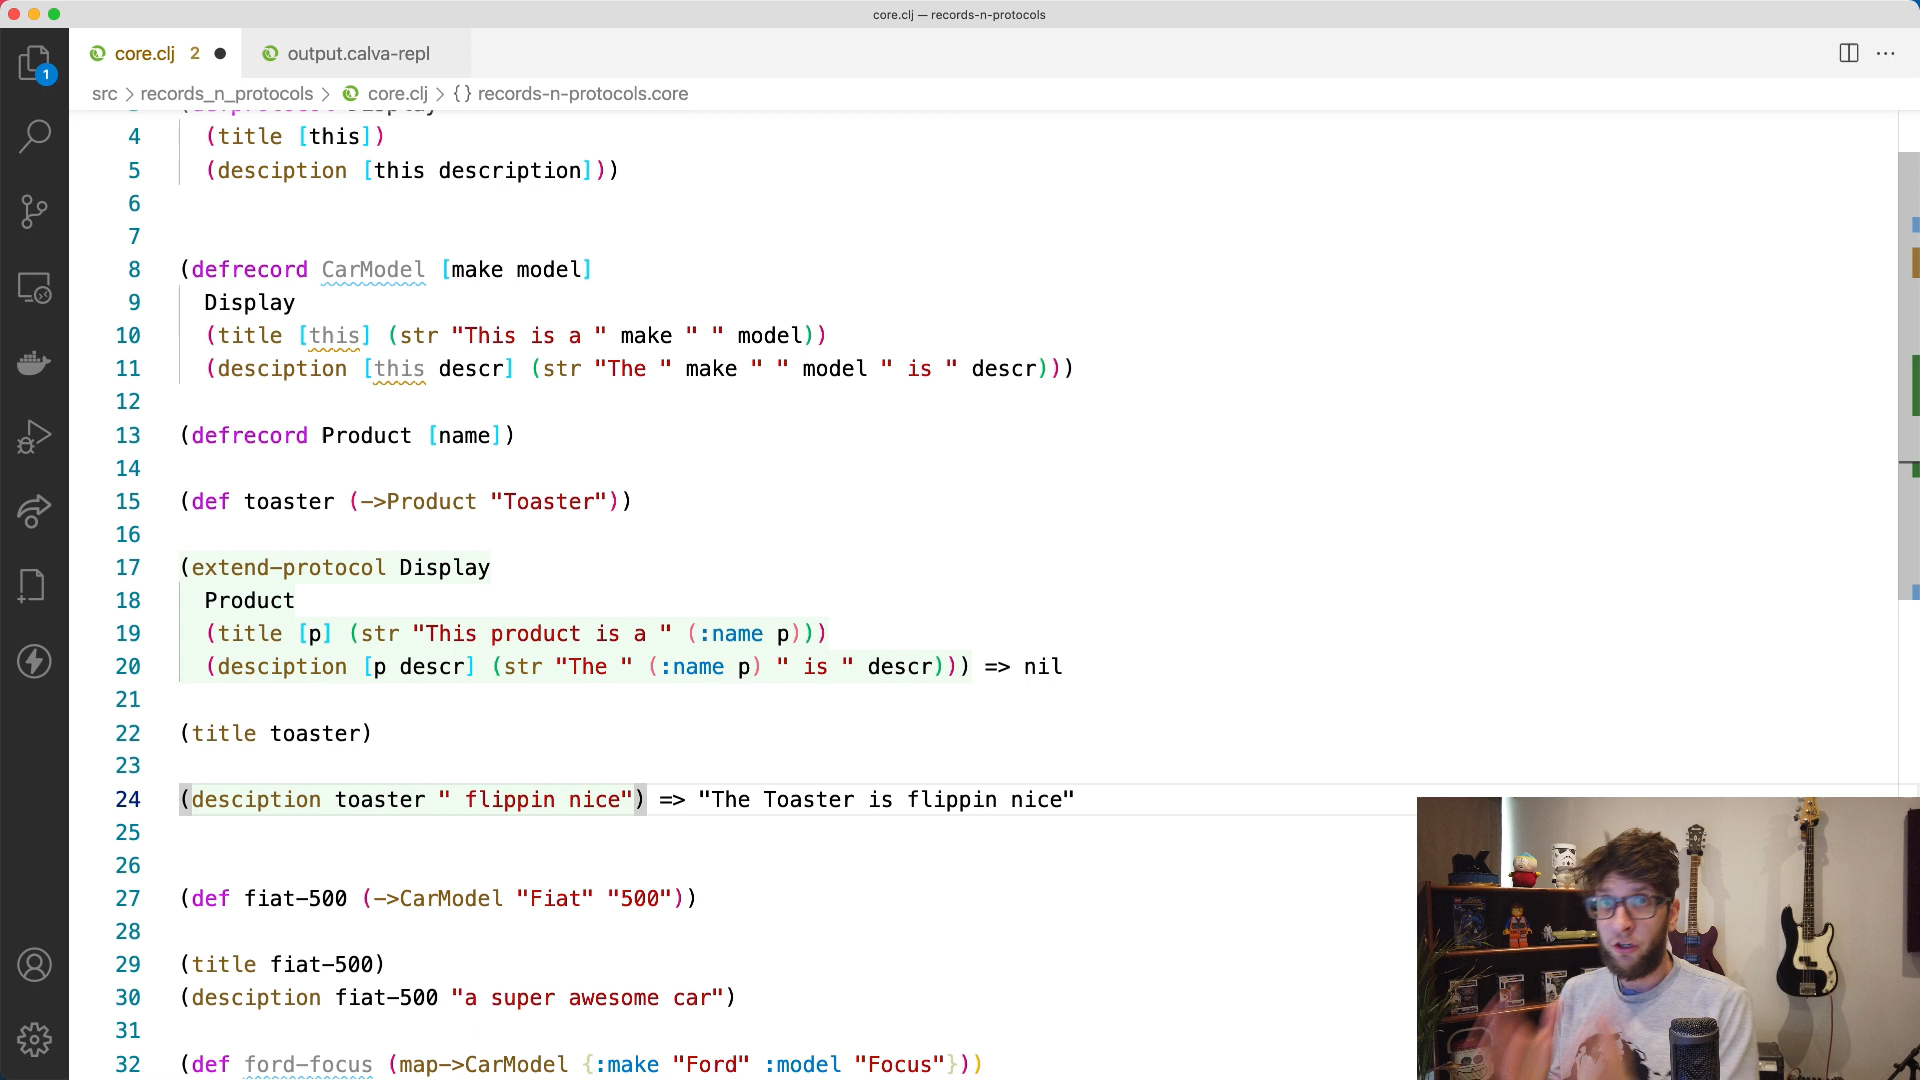 core.clj — records-n-protocols
core.clj 2
output.calva-repl
1
src > records_n_protocols > core.clj > {} records-n-protocols.core
4 (title [this])
5 (desciption [this description]))
6
7
8 (defrecord CarModel [make model]
9 Display
10 (title [this] (str "This is a " make " " model))
11 (desciption [this descr] (str "The " make " " model " is " descr)))
12
13 (defrecord Product [name])
14
15 (def toaster (->Product "Toaster"))
16
17 (extend-protocol Display
18 Product
19 (title [p] (str "This product is a " (:name p)))
20 (desciption [p descr] (str "The " (:name p) " is " descr))) => nil
21
22 (title toaster)
23
24 (desciption toaster " flippin nice") => "The Toaster is flippin nice"
25
26
27 (def fiat-500 (->CarModel "Fiat" "500"))
28
29 (title fiat-500)
30 (desciption fiat-500 "a super awesome car")
31
32 (def ford-focus (map->CarModel {:make "Ford" :model "Focus"}))